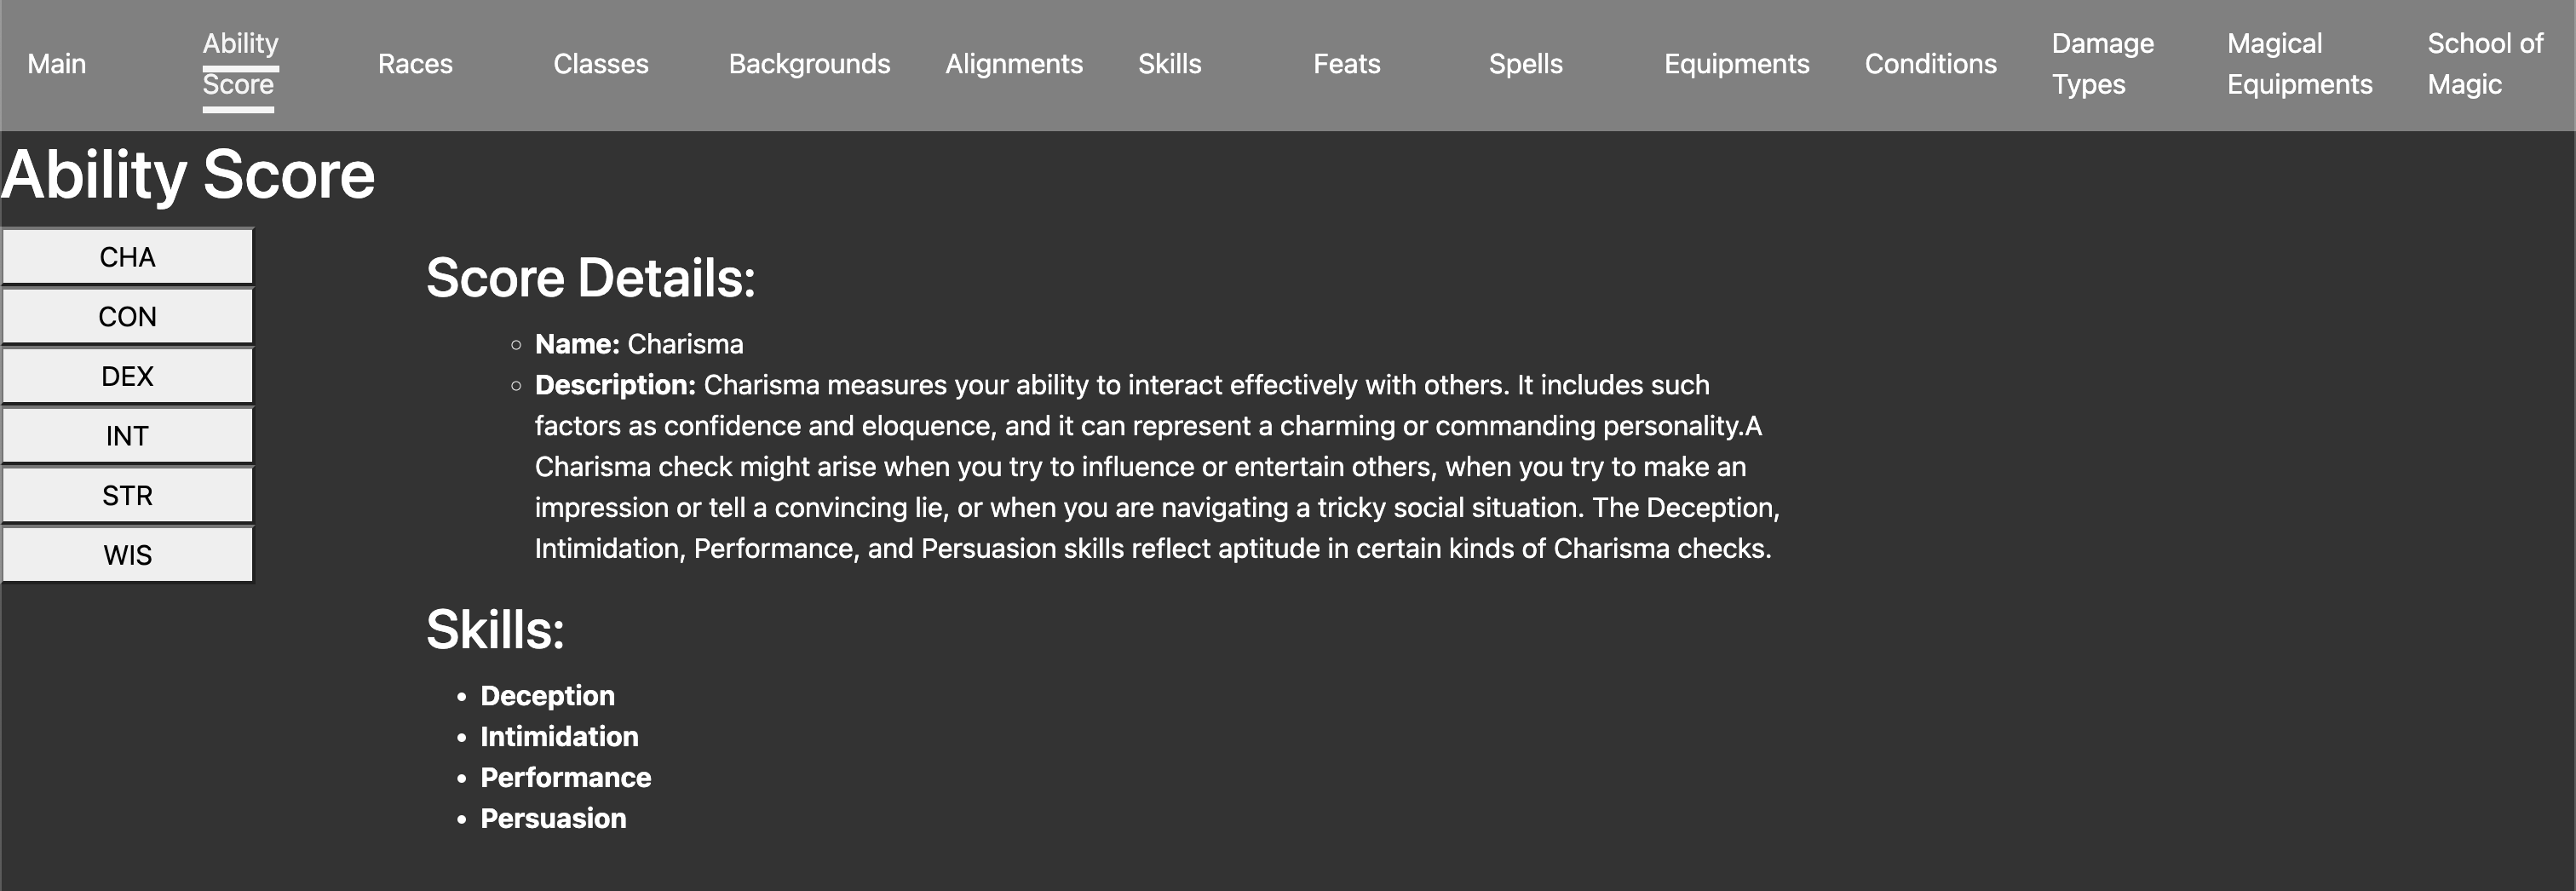 Main
Ability
Score
Races
Classes
Backgrounds
Alignments
Skills
Feats
Spells
Equipments
Conditions
Damage
Types
Magical
Equipments
School of
Magic
Ability Score
CHA
CON
DEX
INT
STR
WIS
Score Details:
Name: Charisma
Description: Charisma measures your ability to interact effectively with others. It includes such
factors as confidence and eloquence, and it can represent a charming or commanding personality.A
Charisma check might arise when you try to influence or entertain others, when you try to make an
impression or tell a convincing lie, or when you are navigating a tricky social situation. The Deception,
Intimidation, Performance, and Persuasion skills reflect aptitude in certain kinds of Charisma checks.
Skills:
Deception
Intimidation
Performance
Persuasion